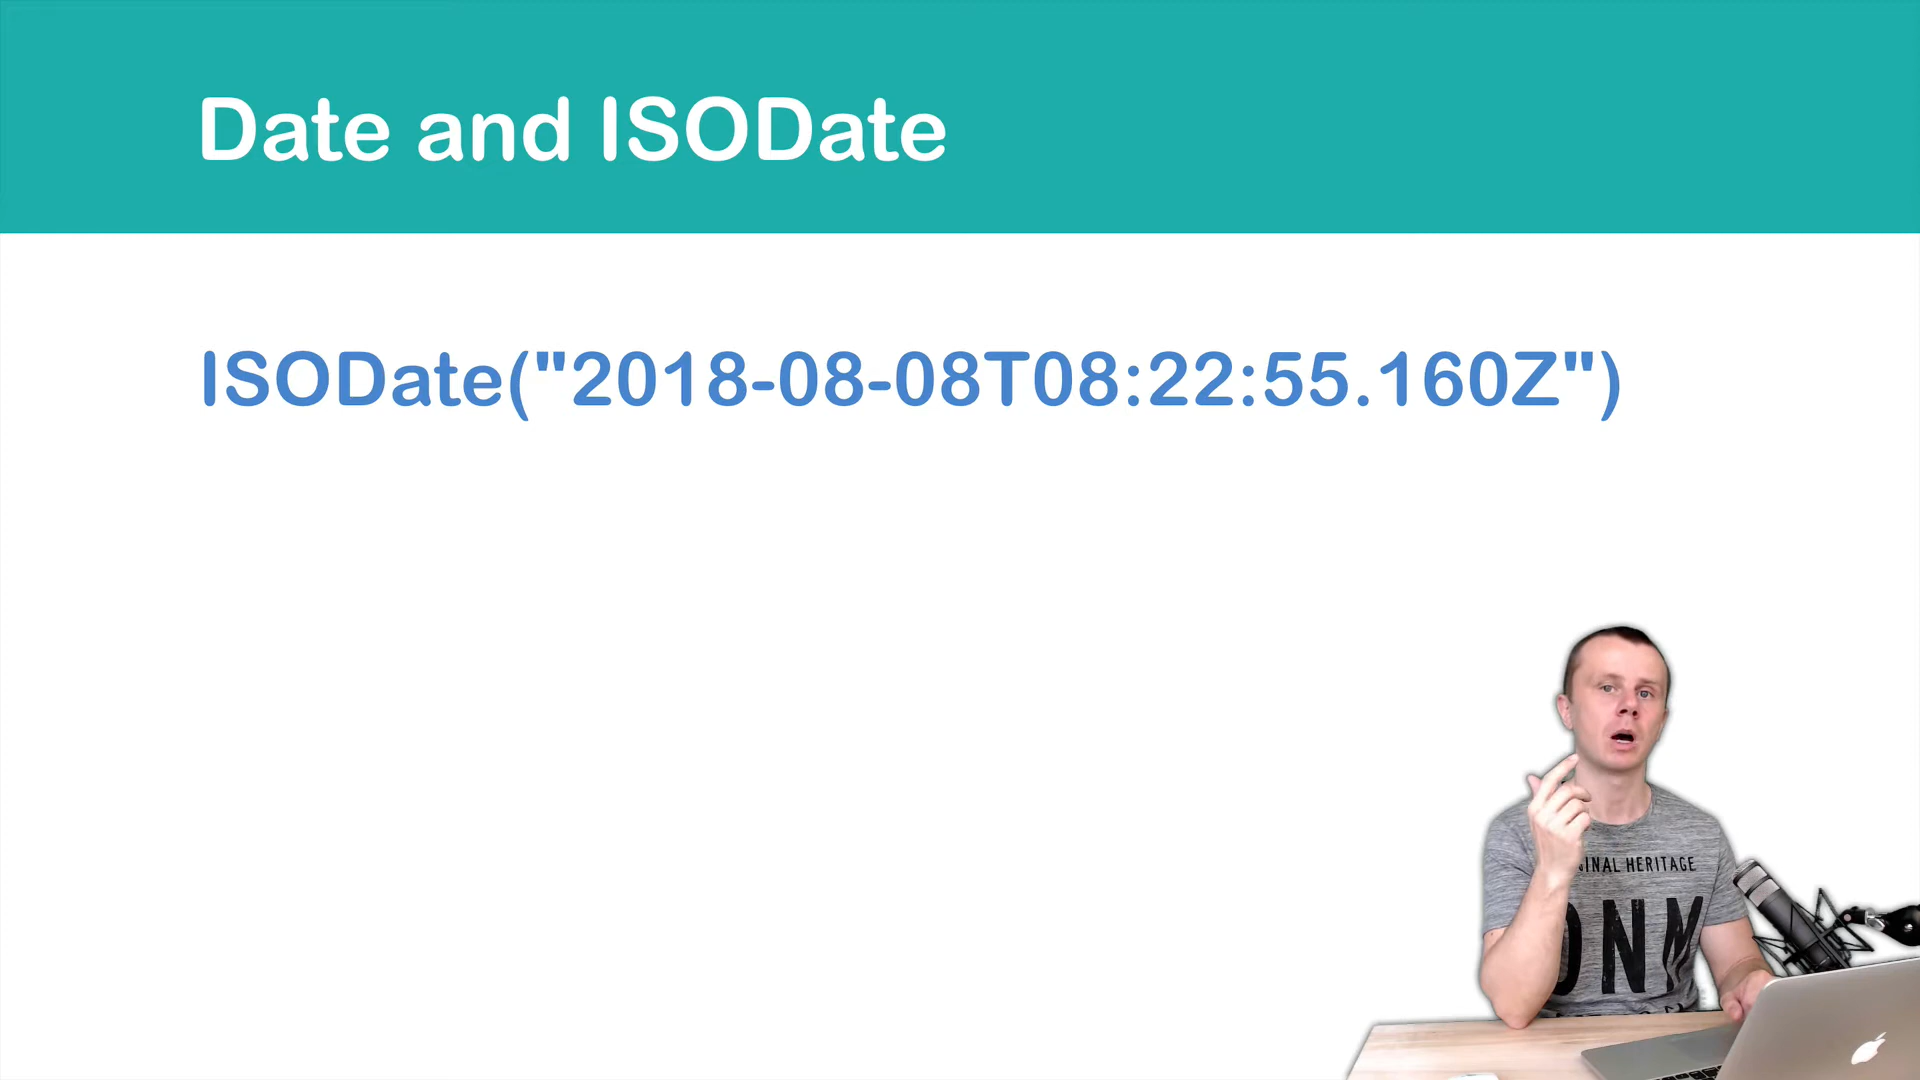 Date and ISODate
ISODate("2018-08-08T08:22:55.160Z")
INAL HERITAGE